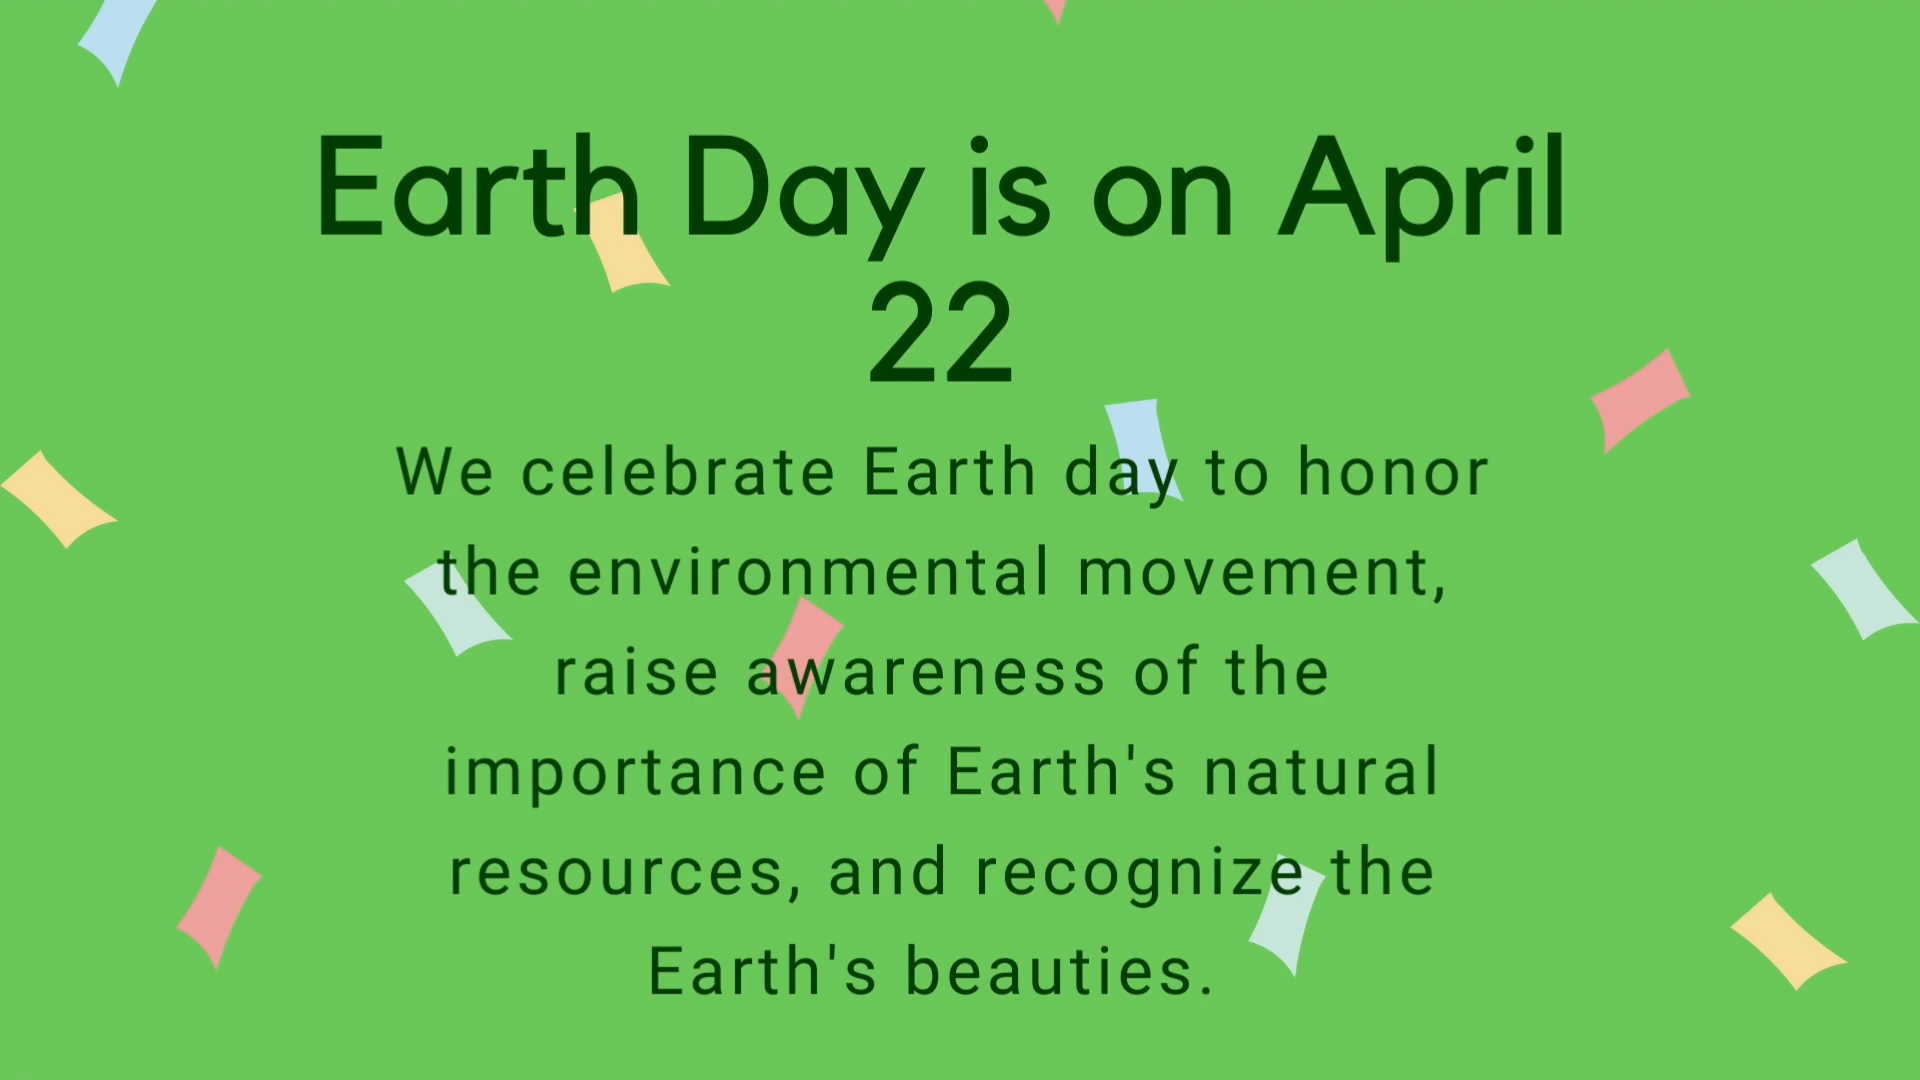 Earth Day is on April
22
We celebrate Earth day to honor
the environmental movement,
raise awareness of the
importance of Earth's natural
resources, and recognize the
Earth's beauties.